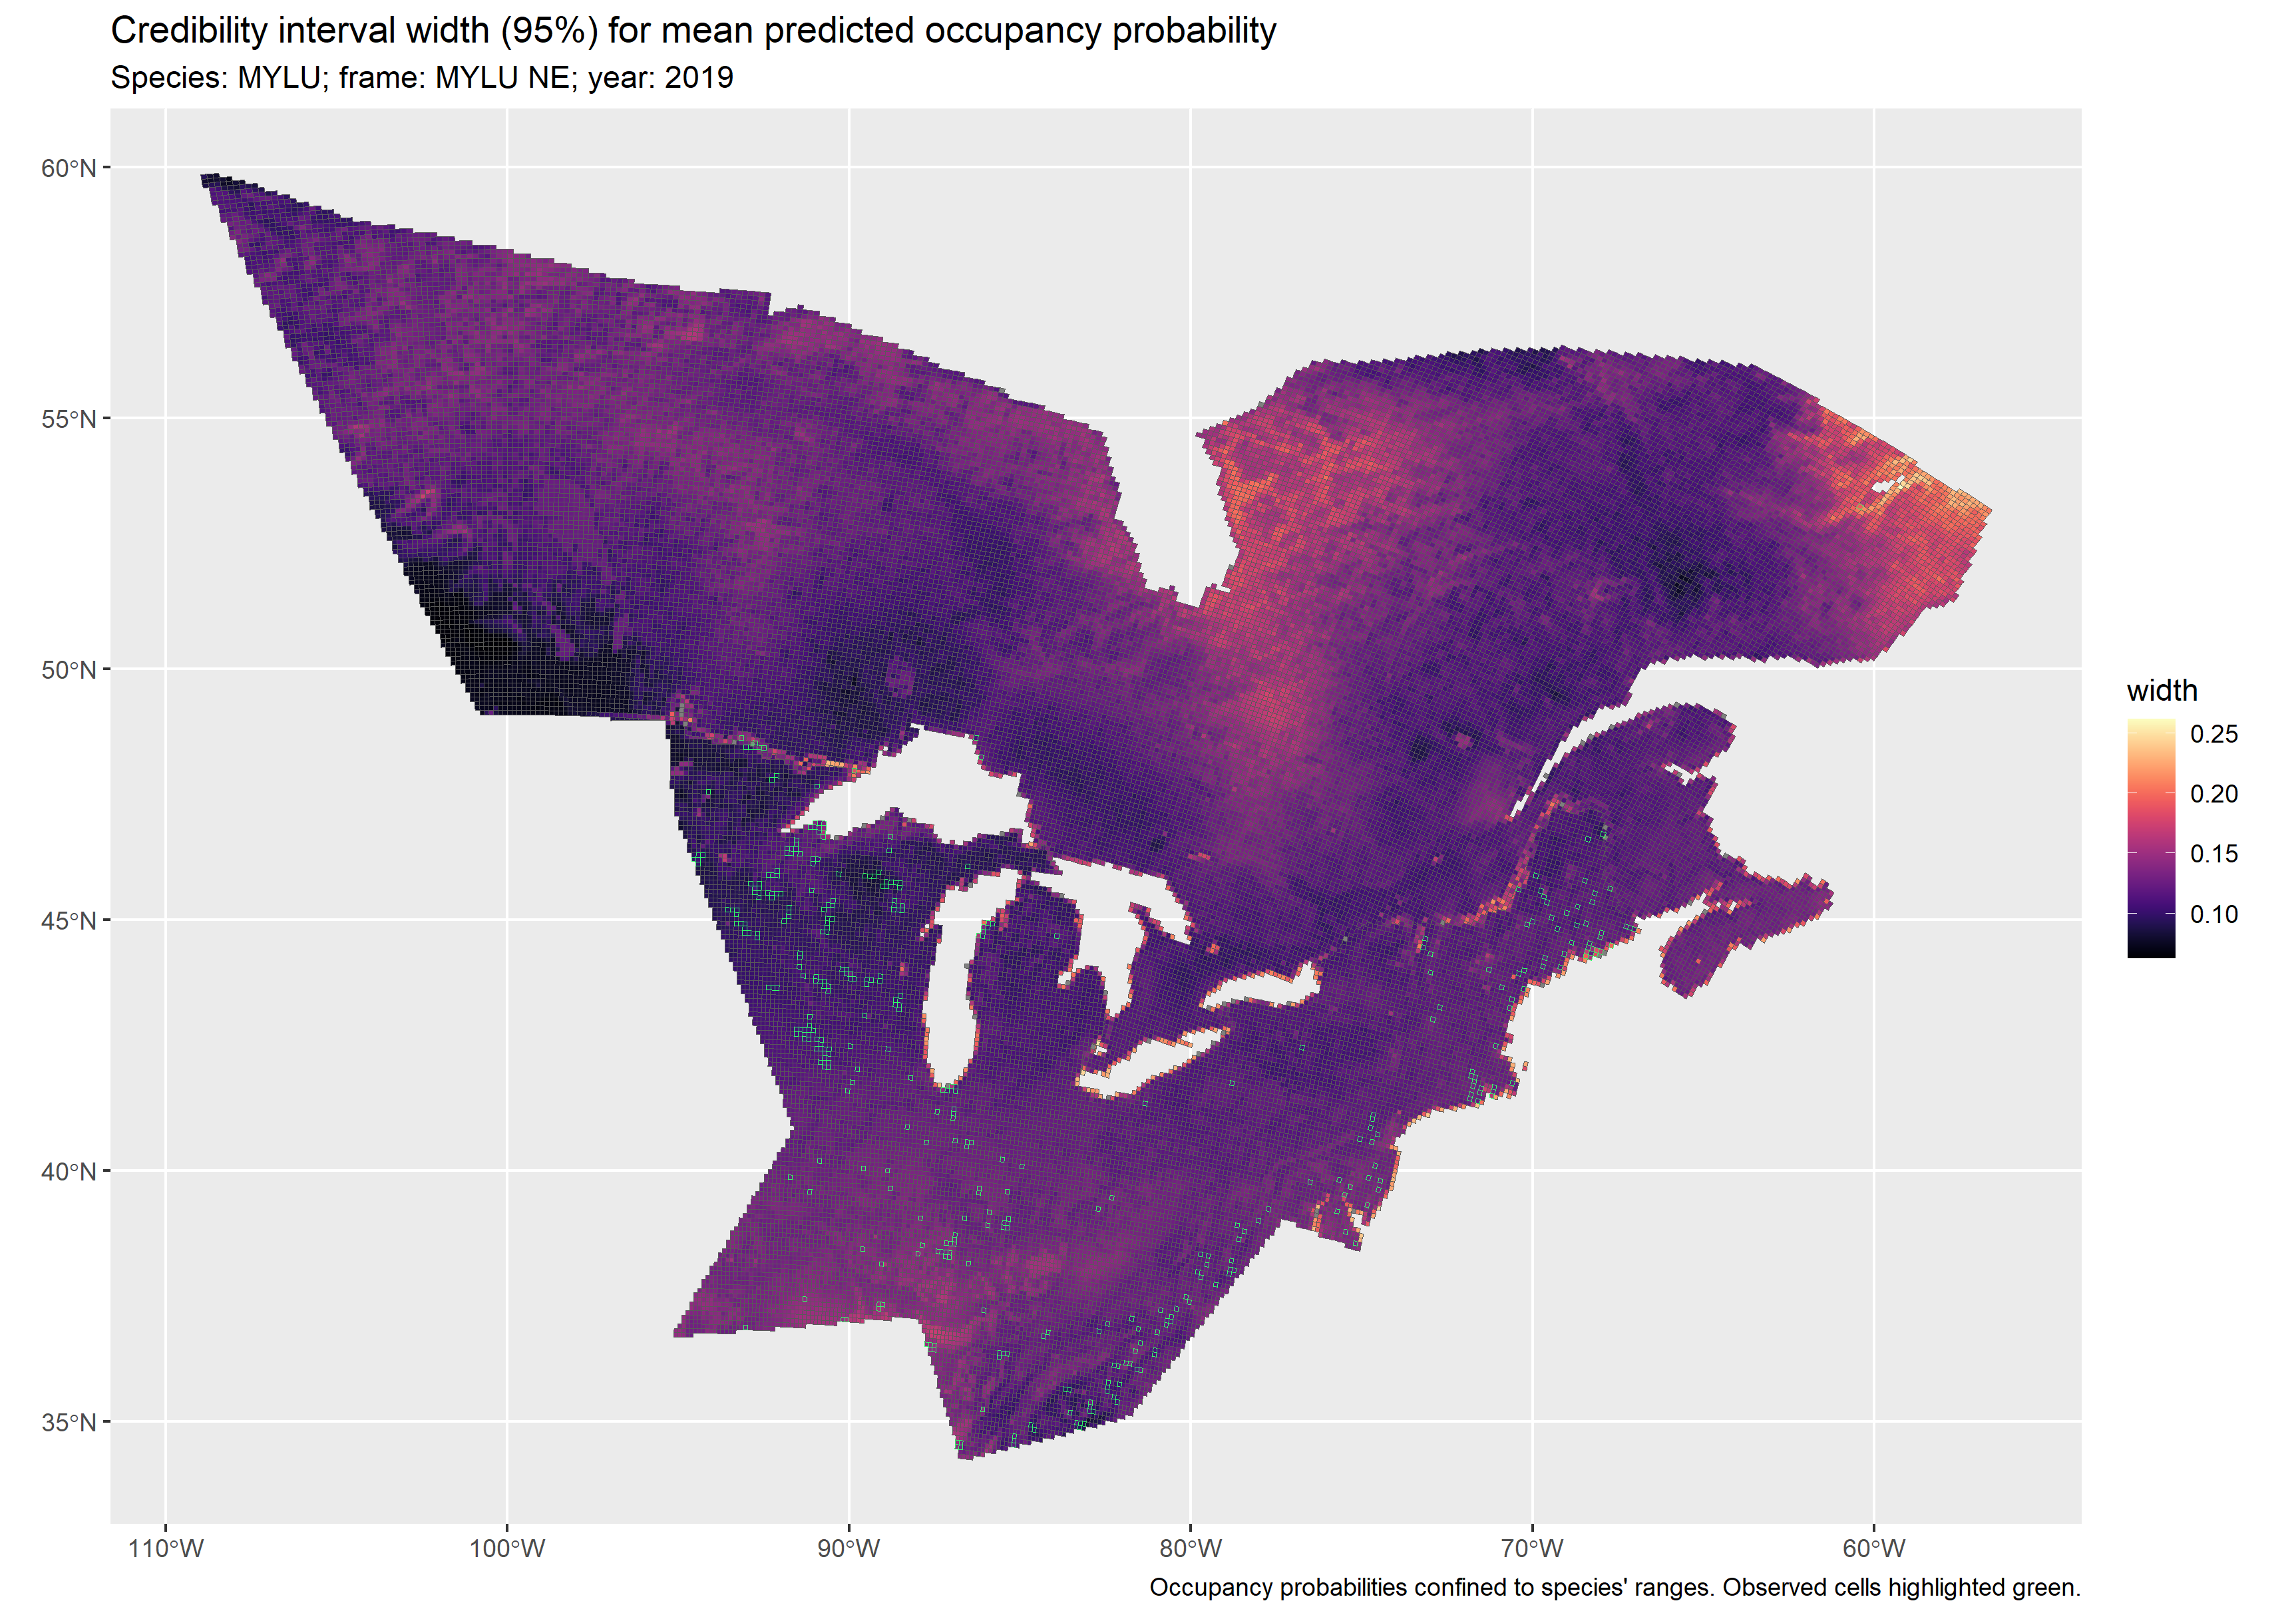 Credibility interval width (95%) for mean predicted occupancy probability
Species: MYLU; frame: MYLU NE; year: 2019
60°N
55°N
50°N
45°N
40°N
35°N
110°W
100°W
90°W
80°W
70°W
60°W
width
0.25
0.20
0.15
0.10
Occupancy probabilities confined to species' ranges. Observed cells highlighted green.